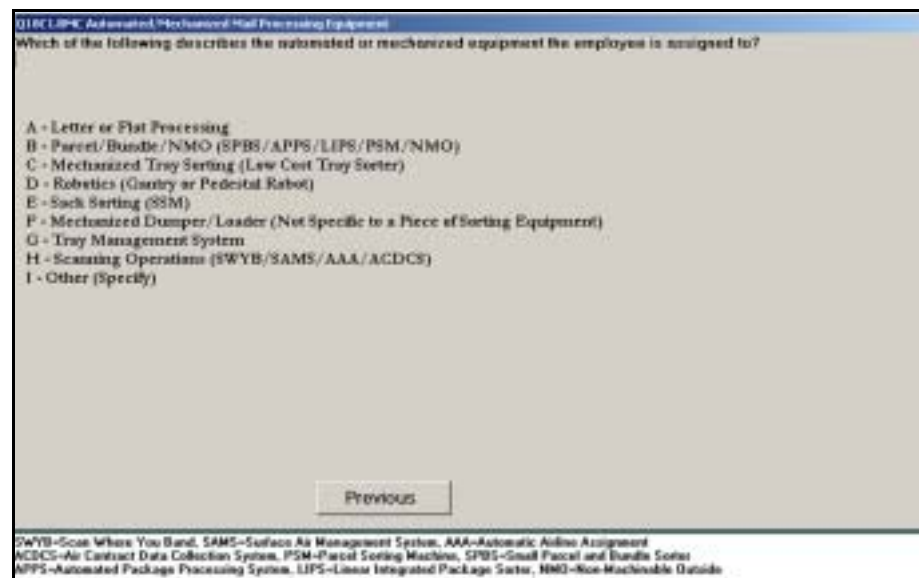 Q18C1.BMC Automated/Mechanized Mail Processing Equipment
Which of the following describes the automated or mechanized equipment the employee is assigned to?
A - Letter or Flat Processing
B - Parcel/Bundle/NMO (SPBS/APPS/LIPS/PSM/NMO)
C - Mechanized Tray Sorting (Low Cost Tray Sorter)
D - Robotics (Gantry or Pedestal Robot)
E - Sack Sorting (SSM)
F - Mechanized Dumper/Loader (Not Specific to a Piece of Sorting Equipment)
G - Tray Management System
H - Scanning Operations (SWYB/SAMS/AAA/ACDCS)
I - Other (Specify)
Previous
SWYB-Scan Where You Band, SAMS-Surface Air Management System, AAA-Automatic Airline Assignment
ACDCS-Air Contract Data Collection System, PSM-Parcel Sorting Machine, SPBS-Small Parcel and Bundle Sorter
APPS-Automated Package Processing System, LIPS-Linear Integrated Package Sorter, NMO-Non-Machinable Outside